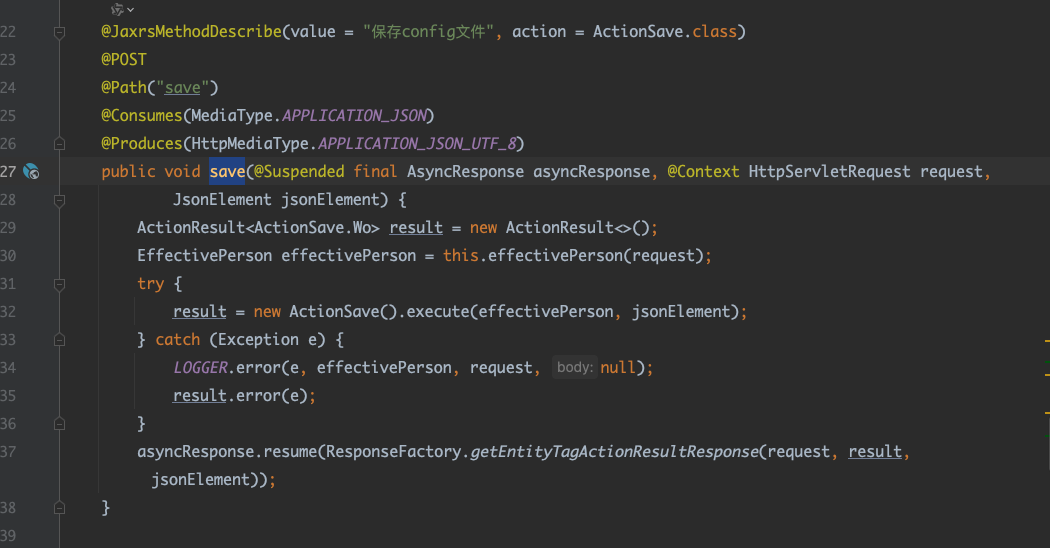 22 @JaxrsMethodDescribe(value = "保存config文件", action = ActionSave.class)
23 @POST
24 @Path("save")
25 @Consumes(MediaType.APPLICATION_JSON)
26 @Produces(HttpMediaType.APPLICATION_JSON_UTF_8)
27 public void save(@Suspended final AsyncResponse asyncResponse, @Context HttpServletRequest request,
28 JsonElement jsonElement) {
29 ActionResult<ActionSave.Wo> result = new ActionResult<>();
30 EffectivePerson effectivePerson = this.effectivePerson(request);
31 try {
32 result = new ActionSave().execute(effectivePerson, jsonElement);
33 } catch (Exception e) {
34 LOGGER.error(e, effectivePerson, request, body: null);
35 result.error(e);
36 }
37 asyncResponse.resume(ResponseFactory.getEntityTagActionResultResponse(request, result,
jsonElement));
38 }
39